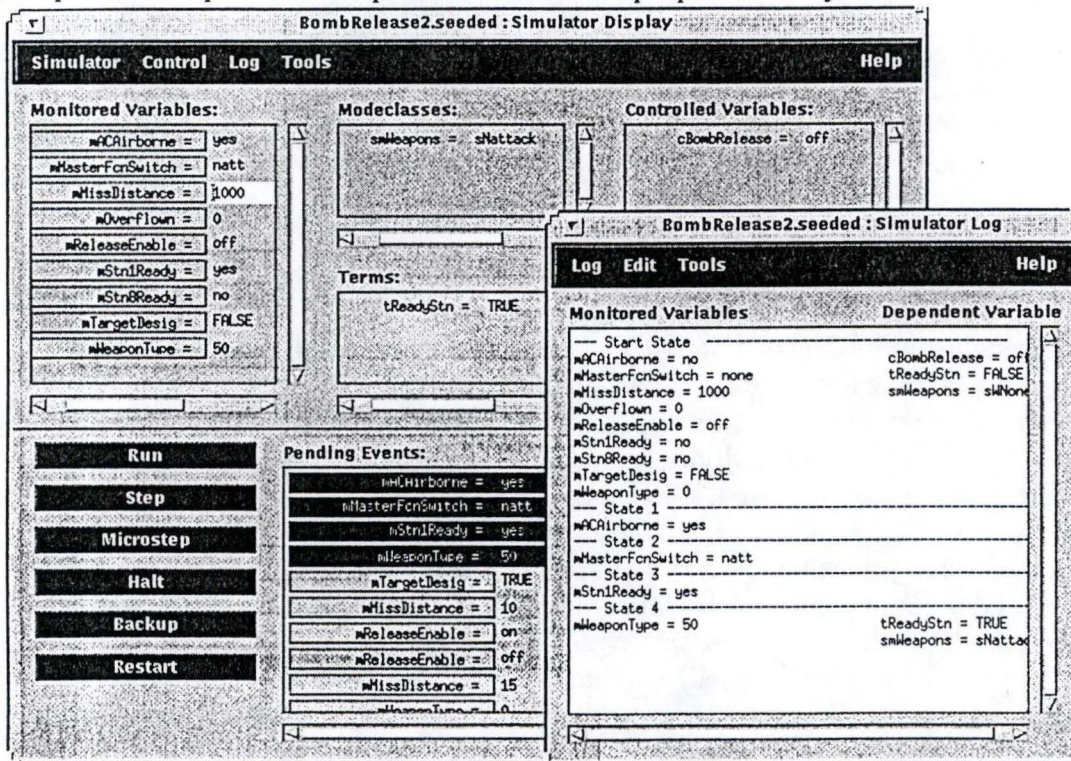 BombRelease2.seeded : Simulator Display
Simulator Control Log Tools Help
Monitored Variables:
mACAirborne = yes
mMasterFcnSwitch = natt
mMissDistance = 1000
mOverflown = 0
mReleaseEnable = off
mStn1Ready = yes
mStn8Ready = no
mTargetDesig = FALSE
mWeaponType = 50
Modeclasses:
smWeapons = sNattack
Controlled Variables:
cBombRelease = off
Terms:
tReadyStn = TRUE
Run
Step
Microstep
Halt
Backup
Restart
Pending Events:
mACAirborne = yes
mMasterFcnSwitch = natt
mStn1Ready = yes
mWeaponType = 50
mTargetDesig = TRUE
mMissDistance = 10
mReleaseEnable = on
mReleaseEnable = off
mMissDistance = 15
mWeaponType = 0
BombRelease2.seeded : Simulator Log
Log Edit Tools Help
Monitored Variables Dependent Variable
--- Start State ---
mACAirborne = no cBombRelease = off
mMasterFcnSwitch = none tReadyStn = FALSE
mMissDistance = 1000 smWeapons = sWNone
mOverflown = 0
mReleaseEnable = off
mStn1Ready = no
mStn8Ready = no
mTargetDesig = FALSE
mWeaponType = 0
--- State 1 ---
mACAirborne = yes
--- State 2 ---
mMasterFcnSwitch = natt
--- State 3 ---
mStn1Ready = yes
--- State 4 ---
mWeaponType = 50 tReadyStn = TRUE
smWeapons = sNattac